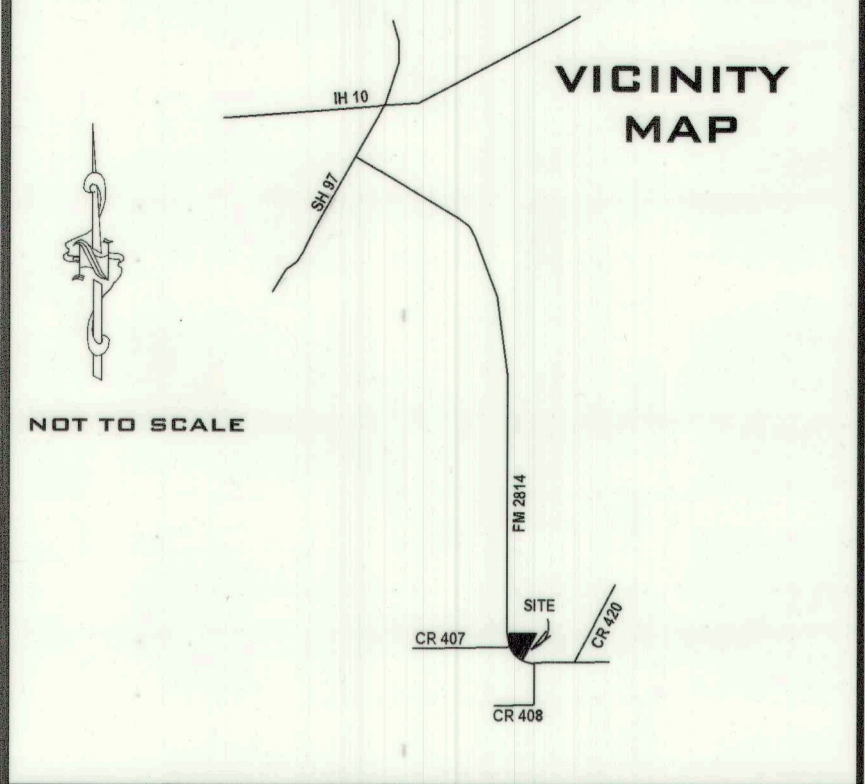 VICINITY
MAP
IH 10
SH 97
N
NOT TO SCALE
FM 2814
SITE
CR 420
CR 407
CR 408